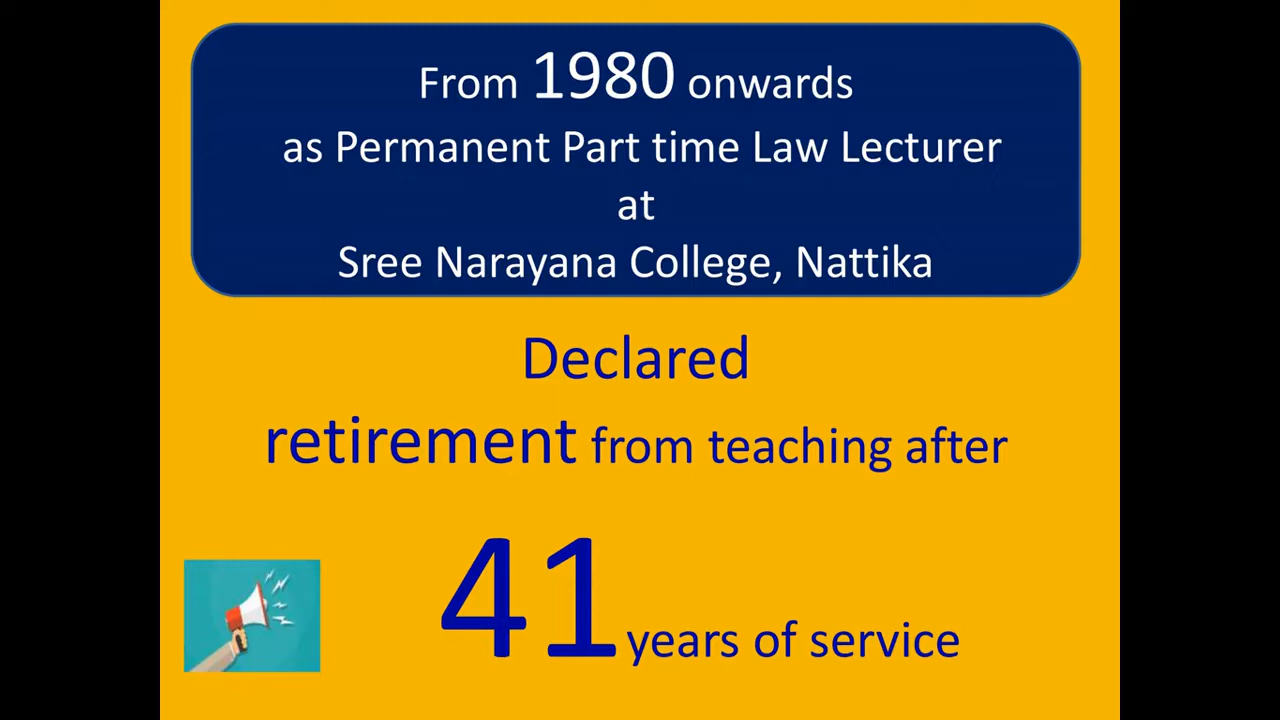 From 1980 onwards
as Permanent Part time Law Lecturer
at
Sree Narayana College, Nattika
Declared
retirement from teaching after
41 years of service